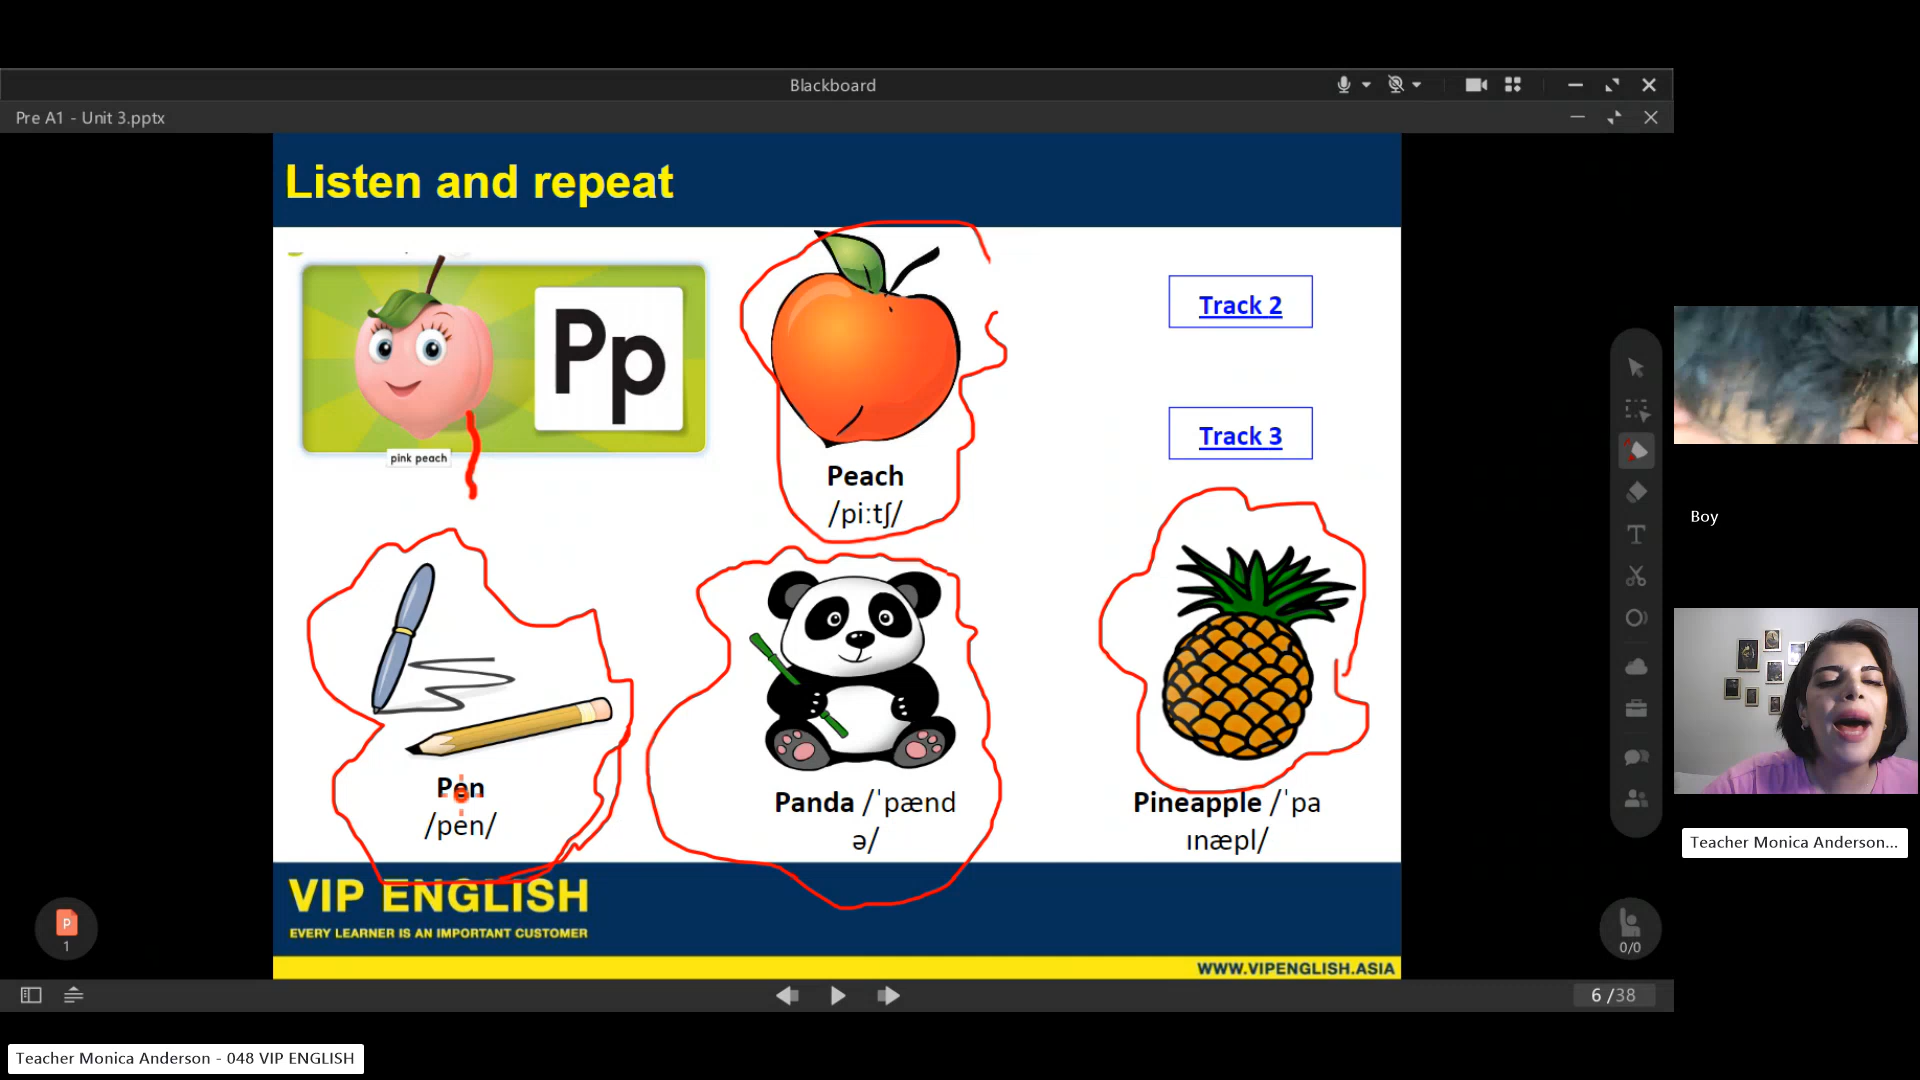 Blackboard
Pre A1 - Unit 3.pptx
Listen and repeat
Pp
pink peach
Peach
/piːtʃ/
Track 2
Track 3
Pen
/pen/
Panda /ˈpænd
ə/
Pineapple /ˈpa
ɪnæpl/
VIP ENGLISH
EVERY LEARNER IS AN IMPORTANT CUSTOMER
WWW.VIPENGLISH.ASIA
Boy
Teacher Monica Anderson...
P
1
0/0
6 /38
Teacher Monica Anderson - 048 VIP ENGLISH